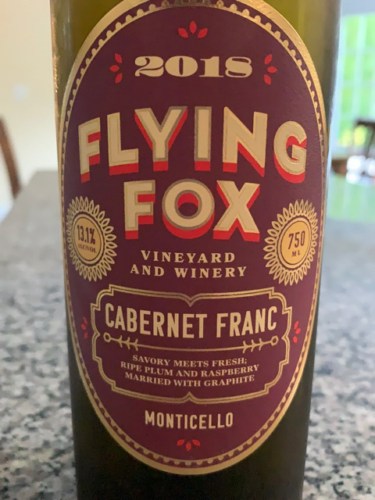 2018
FLYING
FOX
VINEYARD
AND WINERY
13.1%
750
ML
CABERNET FRANC
SAVORY MEETS FRESH;
RIPE PLUM AND RASPBERRY
MARRIED WITH GRAPHITE
MONTICELLO